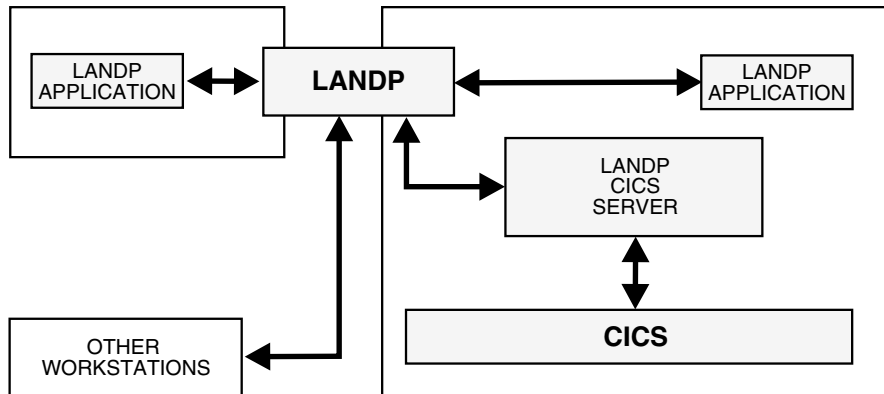 LANDP
APPLICATION
LANDP
LANDP
APPLICATION
LANDP
CICS
SERVER
CICS
OTHER
WORKSTATIONS